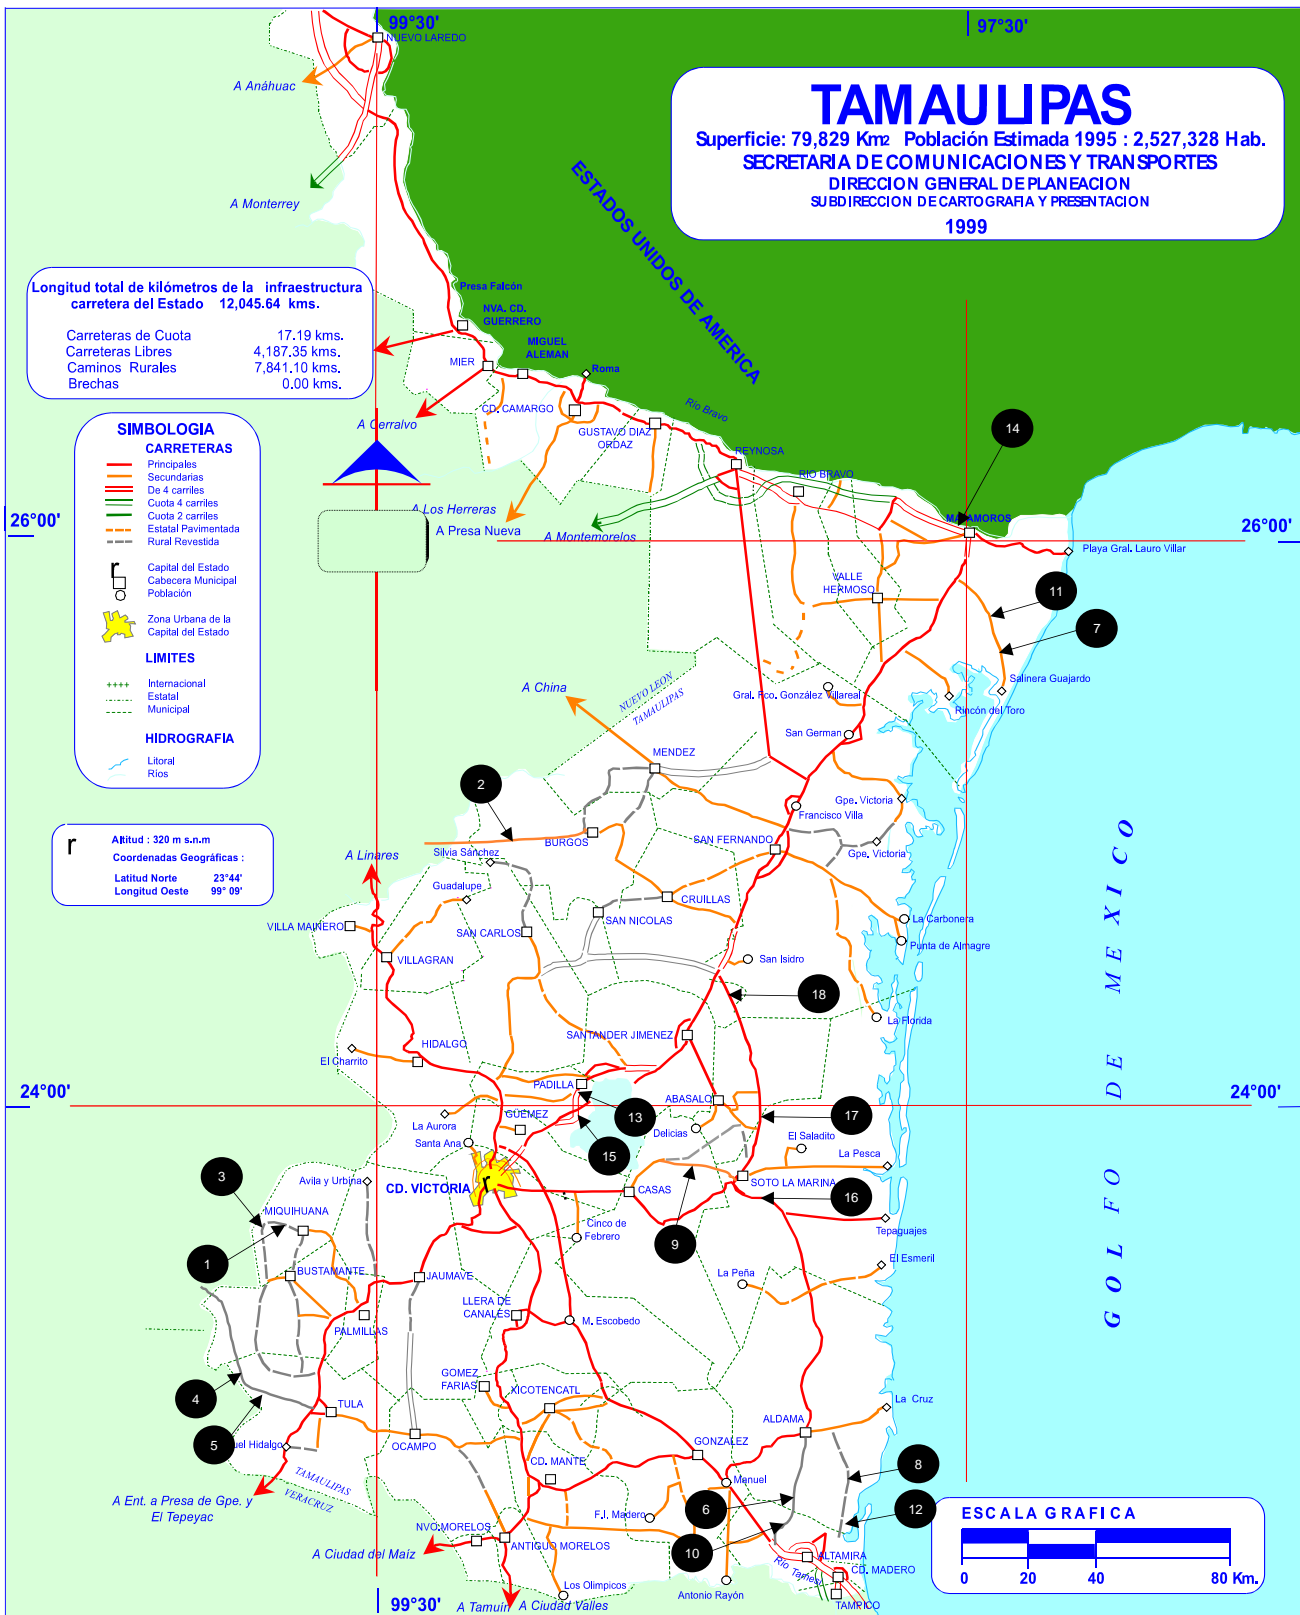 99°30'
97°30'
NUEVO LAREDO
A Anáhuac
TAMAULIPAS
Superficie: 79,829 Km2 Población Estimada 1995 : 2,527,328 Hab.
SECRETARIA DE COMUNICACIONES Y TRANSPORTES
DIRECCION GENERAL DE PLANEACION
SUBDIRECCION DE CARTOGRAFIA Y PRESENTACION
1999
A Monterrey
ESTADOS UNIDOS DE AMERICA
Longitud total de kilómetros de la infraestructura
carretera del Estado 12,045.64 kms.
Carreteras de Cuota 17.19 kms.
Carreteras Libres 4,187.35 kms.
Caminos Rurales 7,841.10 kms.
Brechas 0.00 kms.
Presa Falcón
NVA. CD.
GUERRERO
MIGUEL
ALEMAN
MIER
Roma
A Cerralvo
CD. CAMARGO
Río Bravo
GUSTAVO DIAZ
ORDAZ
REYNOSA
RIO BRAVO
14
SIMBOLOGIA
CARRETERAS
Principales
Secundarias
De 4 carriles
Cuota 4 carriles
Cuota 2 carriles
Estatal Pavimentada
Rural Revestida
r Capital del Estado
Cabecera Municipal
Población
Zona Urbana de la
Capital del Estado
LIMITES
++++ Internacional
Estatal
Municipal
HIDROGRAFIA
Litoral
Rios
A Los Herreras
A Presa Nueva
A Montemorelos
MATAMOROS
26°00'
26°00'
Playa Gral. Lauro Villar
VALLE
HERMOSO
11
7
A China
NUEVO LEON
TAMAULIPAS
Gral. Fco. González Villareal
Salinera Guajardo
Rincón del Toro
San German
MENDEZ
2
Gpe. Victoria
Francisco Villa
BURGOS
SAN FERNANDO
Silvia Sánchez
Gpe. Victoria
r
Altitud : 320 m s.n.m
Coordenadas Geográficas :
Latitud Norte 23°44'
Longitud Oeste 99° 09'
A Linares
Guadalupe
CRUILLAS
SAN NICOLAS
La Carbonera
VILLA MAINERO
SAN CARLOS
Punta de Almagre
VILLAGRAN
San Isidro
18
La Florida
SANTANDER JIMENEZ
HIDALGO
El Charrito
PADILLA
24°00'
24°00'
ABASALO
13
17
La Aurora
GÜEMEZ
Delicias
El Saladito
Santa Ana
15
La Pesca
3
Avila y Urbina
CD. VICTORIA
r
CASAS
SOTO LA MARINA
16
MIQUIHUANA
Cinco de
Febrero
Tepaguajes
9
1
El Esmeril
BUSTAMANTE
JAUMAVE
La Peña
LLERA DE
CANALES
M. Escobedo
PALMILLAS
GOLFO DE MEXICO
GOMEZ
FARIAS
XICOTENCATL
4
La Cruz
TULA
ALDAMA
5
uel Hidalgo
OCAMPO
GONZALEZ
CD. MANTE
Manuel
8
TAMAULIPAS
VERACRUZ
A Ent. a Presa de Gpe. y
El Tepeyac
6
F.I. Madero
12
ESCALA GRAFICA
0 20 40 80 Km.
NVO.MORELOS
ANTIGUO MORELOS
A Ciudad del Maíz
10
ALTAMIRA
Río Tamesí
CD. MADERO
Los Olimpicos
Antonio Rayón
TAMPICO
99°30'
A Tamuín
A Ciudad Valles